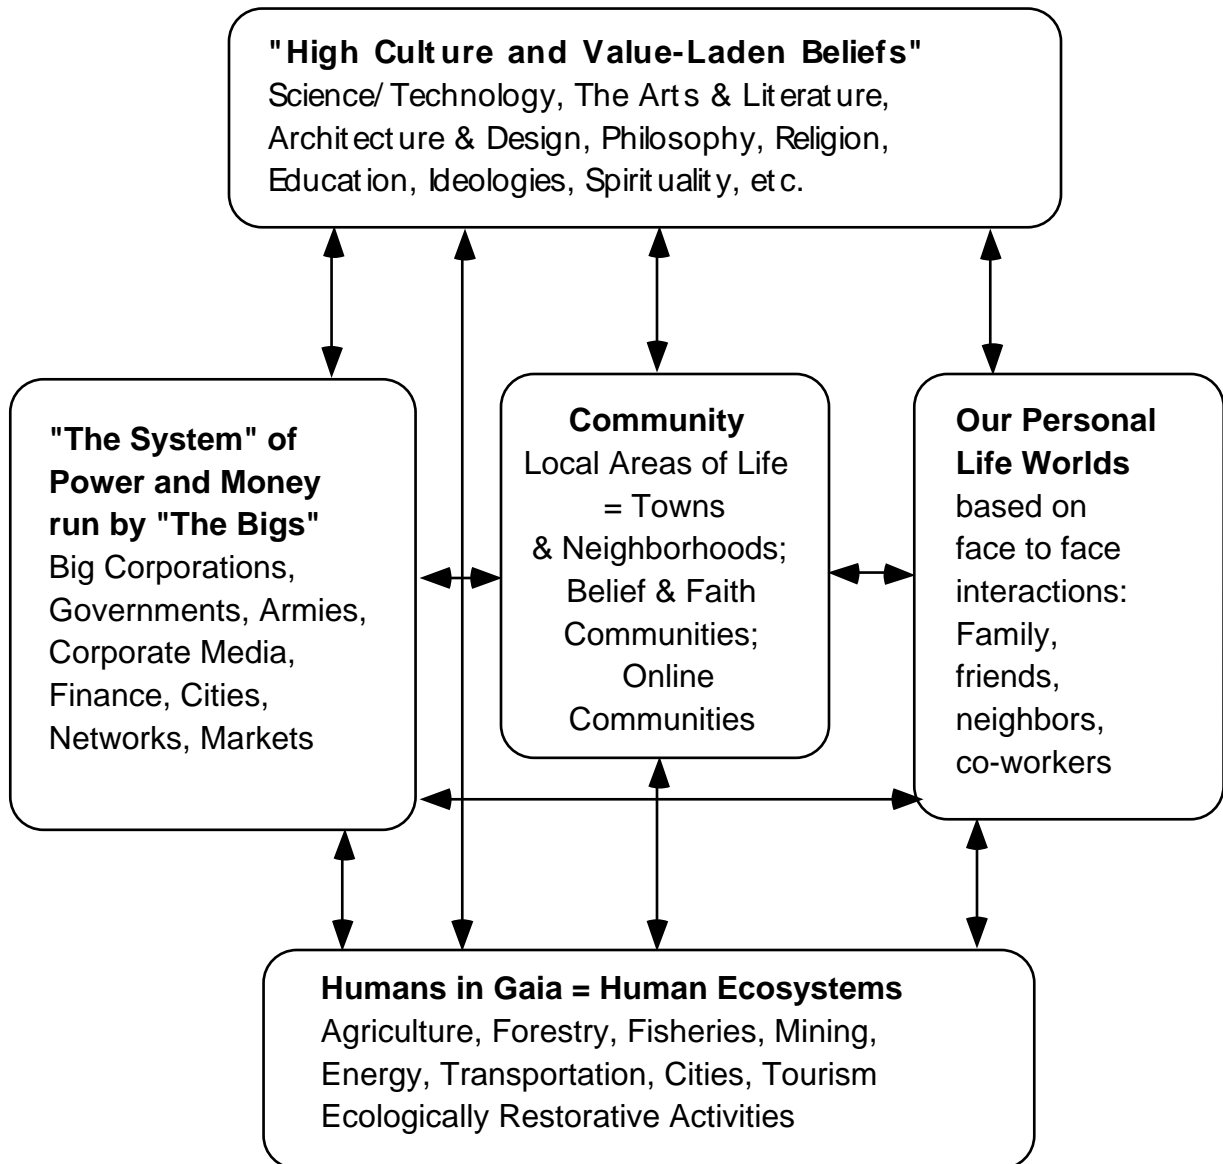 "High Culture and Value-Laden Beliefs"
Science/ Technology, The Arts & Literature,
Architecture & Design, Philosophy, Religion,
Education, Ideologies, Spirituality, etc.
"The System" of
Power and Money
run by "The Bigs"
Big Corporations,
Governments, Armies,
Corporate Media,
Finance, Cities,
Networks, Markets
Community
Local Areas of Life
= Towns
& Neighborhoods;
Belief & Faith
Communities;
Online
Communities
Our Personal
Life Worlds
based on
face to face
interactions:
Family,
friends,
neighbors,
co-workers
Humans in Gaia = Human Ecosystems
Agriculture, Forestry, Fisheries, Mining,
Energy, Transportation, Cities, Tourism
Ecologically Restorative Activities